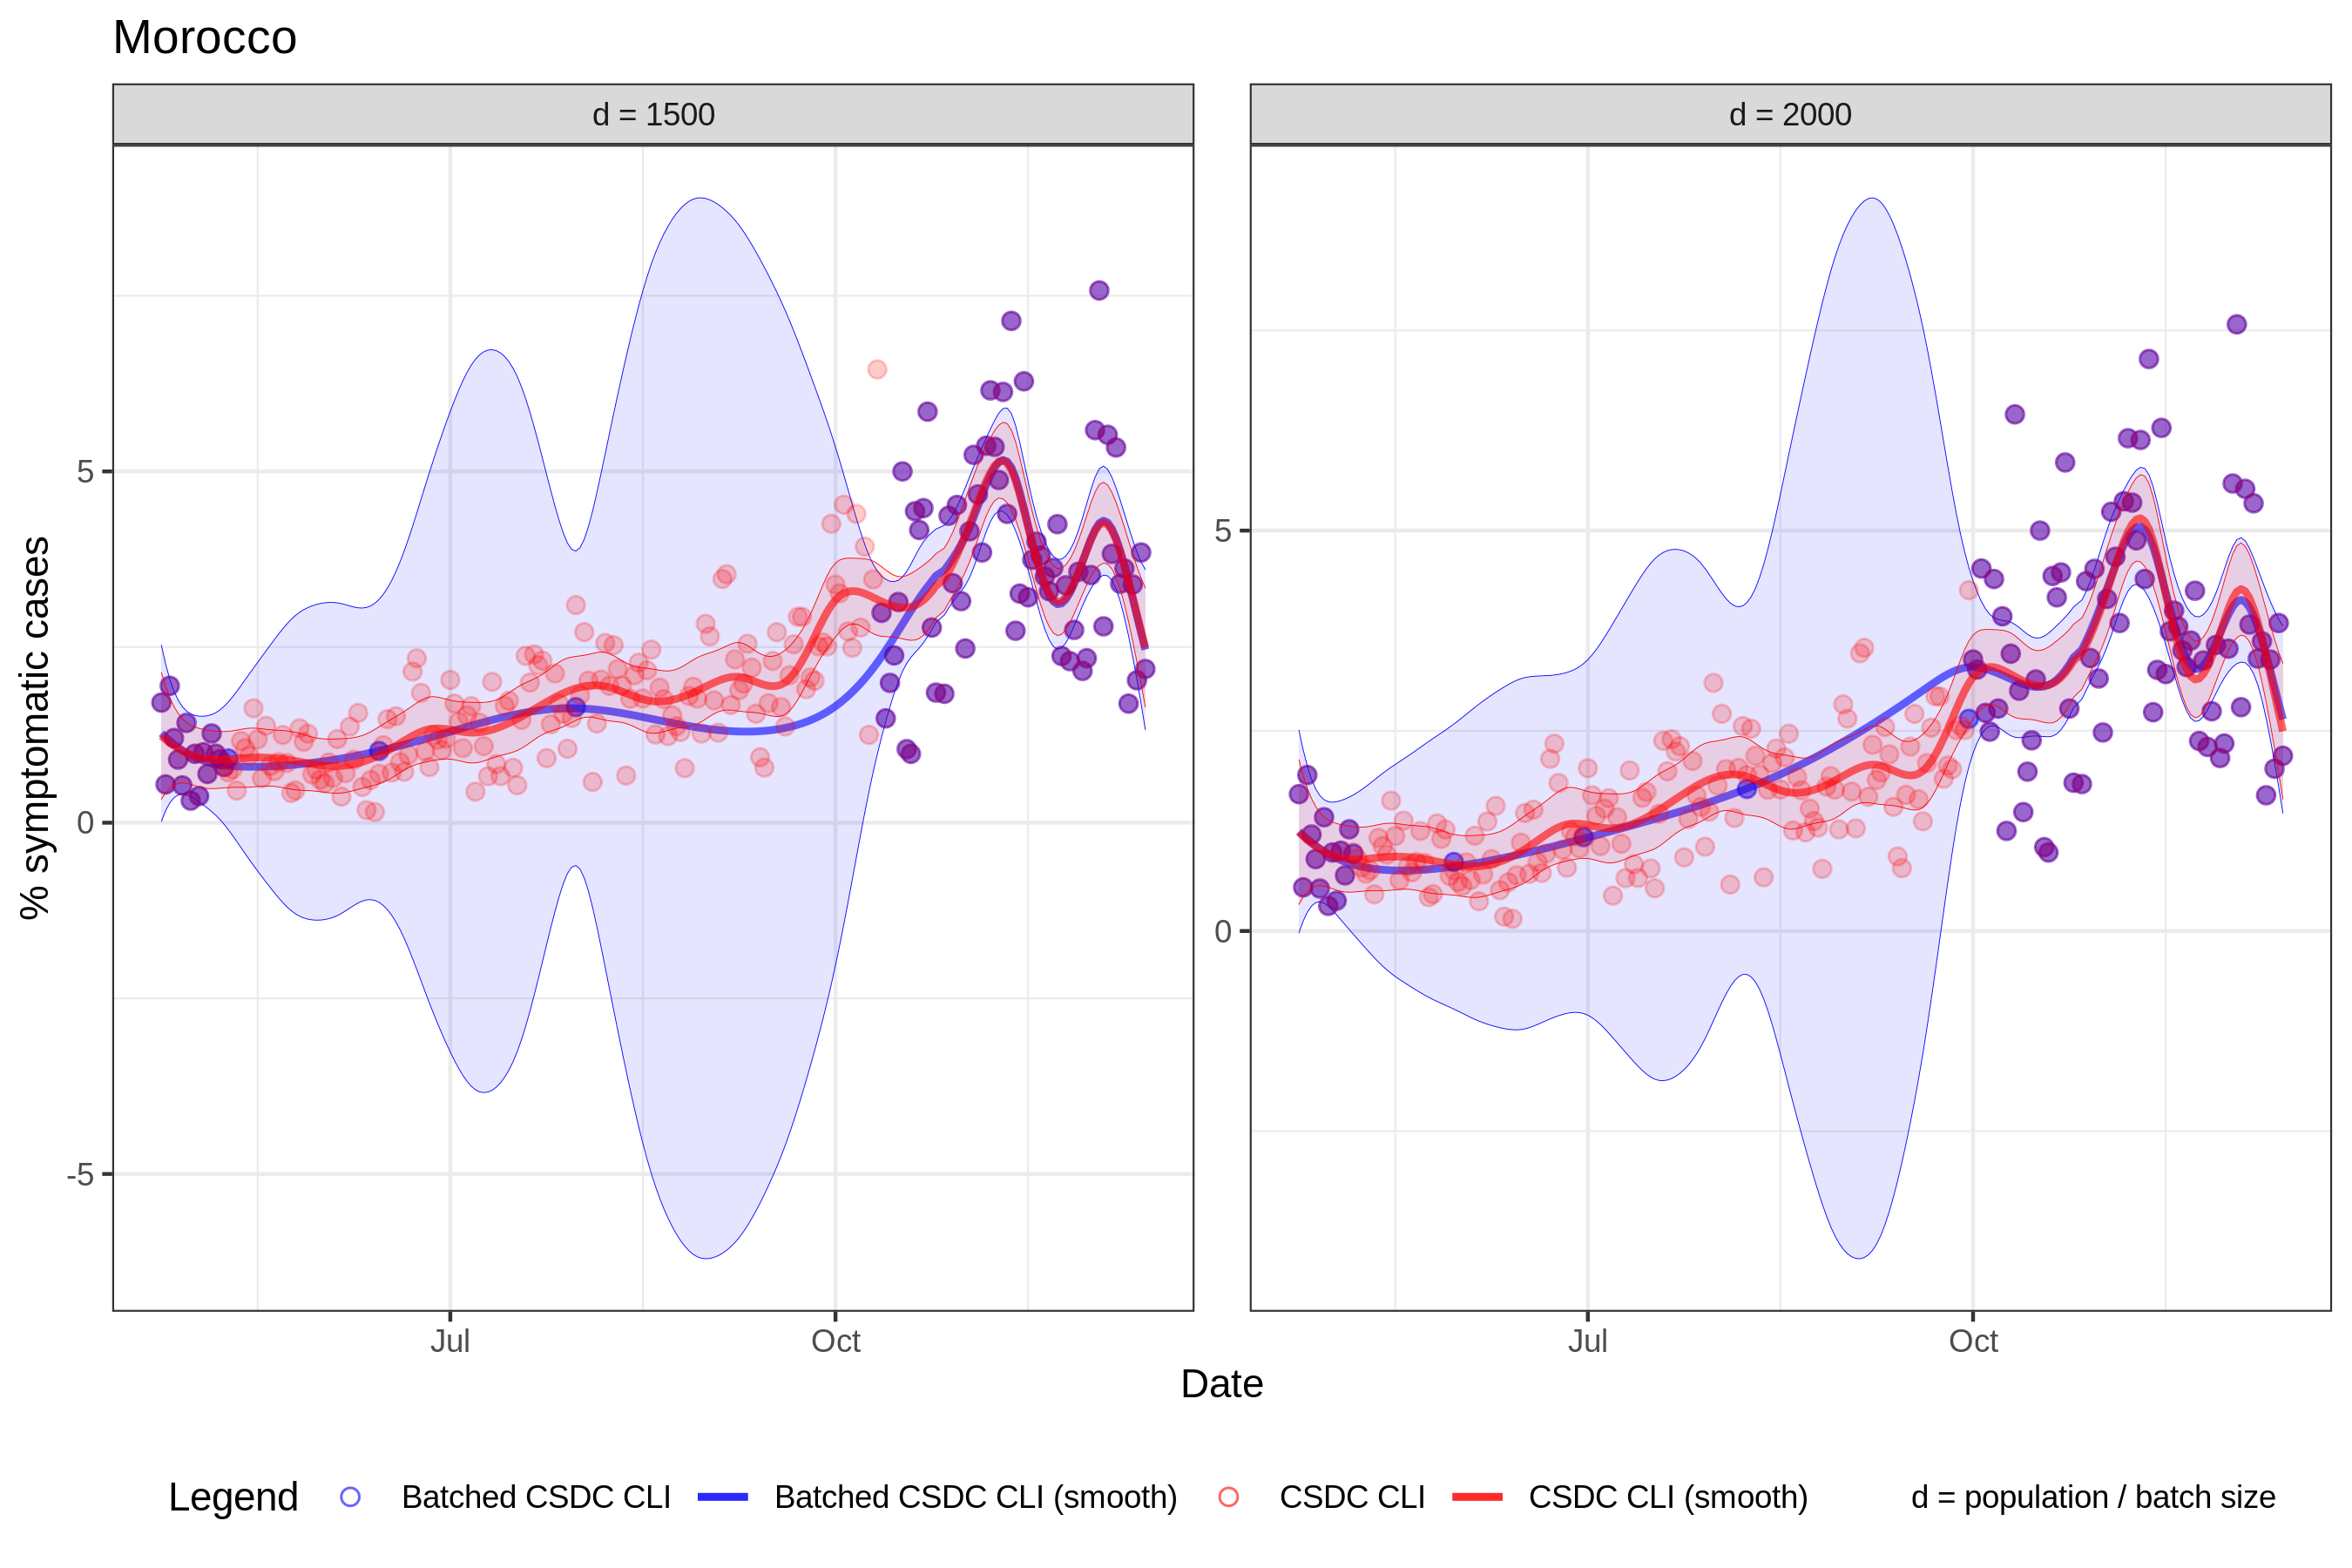 Morocco
d = 1500
d = 2000
% symptomatic cases
5
0
-5
5
0
Jul
Oct
Jul
Oct
Date
Legend Batched CSDC CLI Batched CSDC CLI (smooth) CSDC CLI CSDC CLI (smooth) d = population / batch size